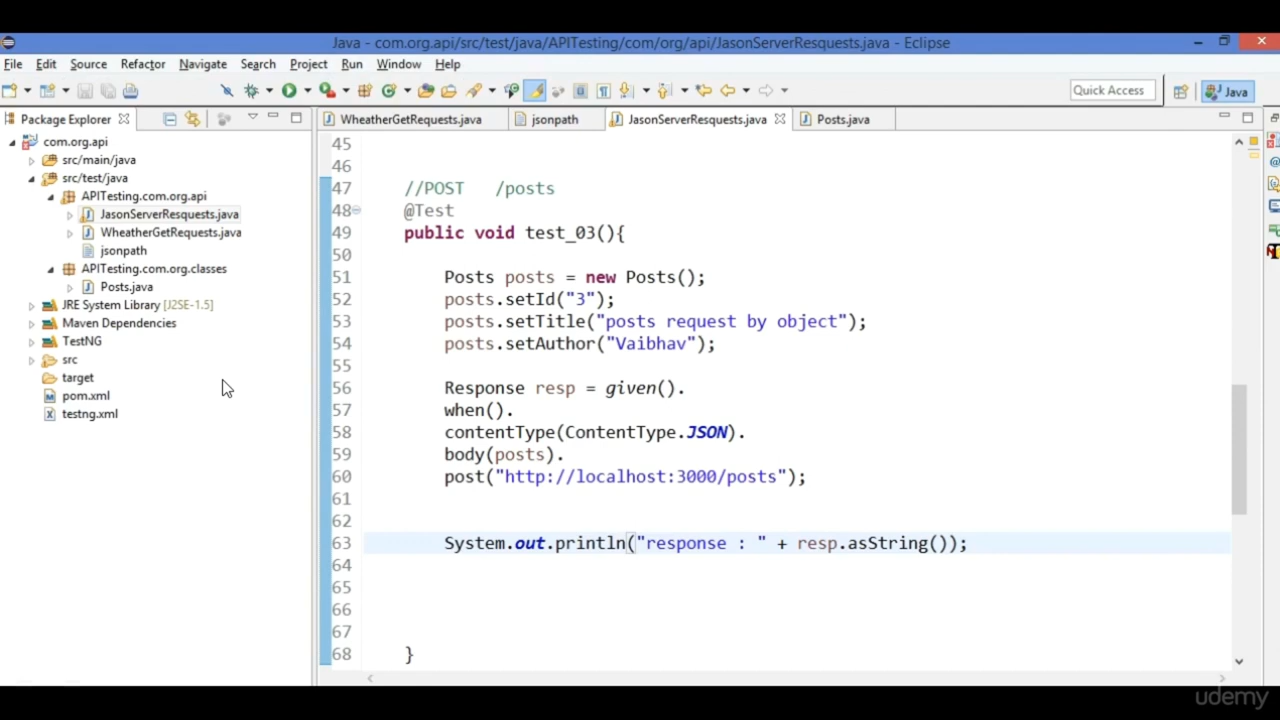 Java - com.org.api/src/test/java/APITesting/com/org/api/JasonServerResquests.java - Eclipse
File Edit Source Refactor Navigate Search Project Run Window Help
Quick Access
Java
Package Explorer
WheatherGetRequests.java
jsonpath
JasonServerResquests.java
Posts.java
com.org.api
src/main/java
src/test/java
APITesting.com.org.api
JasonServerResquests.java
WheatherGetRequests.java
jsonpath
APITesting.com.org.classes
Posts.java
JRE System Library [J2SE-1.5]
Maven Dependencies
TestNG
src
target
pom.xml
testng.xml
45
46
47 //POST /posts
48 @Test
49 public void test_03(){
50
51 Posts posts = new Posts();
52 posts.setId("3");
53 posts.setTitle("posts request by object");
54 posts.setAuthor("Vaibhav");
55
56 Response resp = given().
57 when().
58 contentType(ContentType.JSON).
59 body(posts).
60 post("http://localhost:3000/posts");
61
62
63 System.out.println("response : " + resp.asString());
64
65
66
67
68 }
udemy